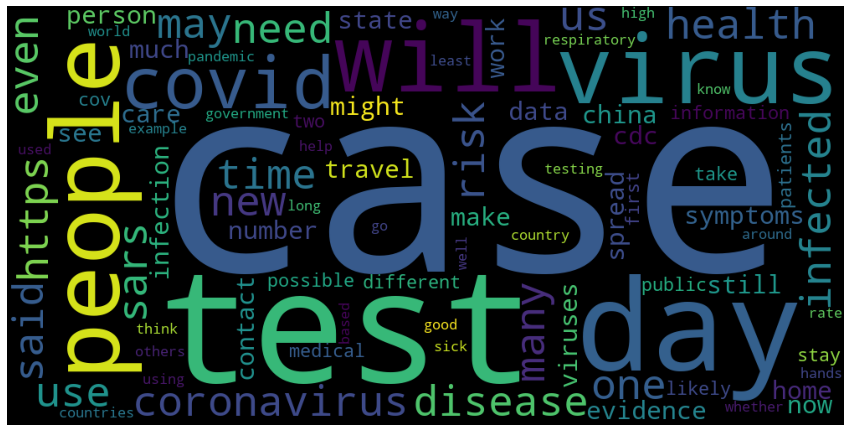 person
world
much
cov
care
see
example
used
even
https
said
use
countries
people
pandemic
covid
may
need
government
sars
infection
think
others
using
coronavirus
state
will
way
least
high
work
us
respiratory
health
virus
know
might
two
help
risk
data
china
cdc
information
time
travel
case
testing
take
patients
infected
new
long
number
go
make
well
country
spread
first
symptoms
around
test
possible
different
contact
medical
based
good
sick
many
viruses
day
public
still
rate
stay
hands
disease
one
evidence
likely
home
whether
now